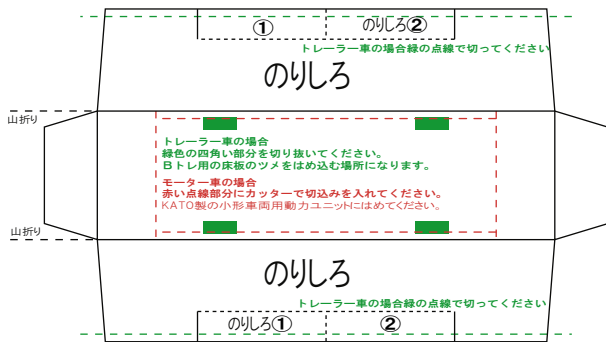 ① のりしろ②
トレーラー車の場合緑の点線で切ってください
のりしろ
山折り
トレーラー車の場合
緑色の四角い部分を切り抜いてください。
Bトレ用の床板のツメをはめ込む場所になります。
モーター車の場合
赤い点線部分にカッターで切込みを入れてください。
KATO製の小形車両用動力ユニットにはめてください。
山折り
のりしろ
トレーラー車の場合緑の点線で切ってください
のりしろ① ②